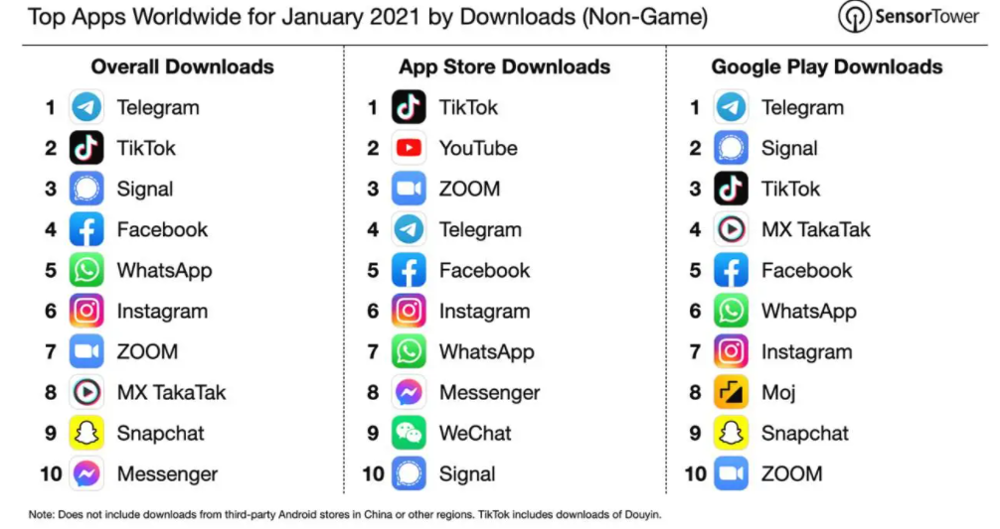 Top Apps Worldwide for January 2021 by Downloads (Non-Game)
SensorTower
Overall Downloads
1 Telegram
2 TikTok
3 Signal
4 Facebook
5 WhatsApp
6 Instagram
7 ZOOM
8 MX TakaTak
9 Snapchat
10 Messenger
App Store Downloads
1 TikTok
2 YouTube
3 ZOOM
4 Telegram
5 Facebook
6 Instagram
7 WhatsApp
8 Messenger
9 WeChat
10 Signal
Google Play Downloads
1 Telegram
2 Signal
3 TikTok
4 MX TakaTak
5 Facebook
6 WhatsApp
7 Instagram
8 Moj
9 Snapchat
10 ZOOM
Note: Does not include downloads from third-party Android stores in China or other regions. TikTok includes downloads of Douyin.